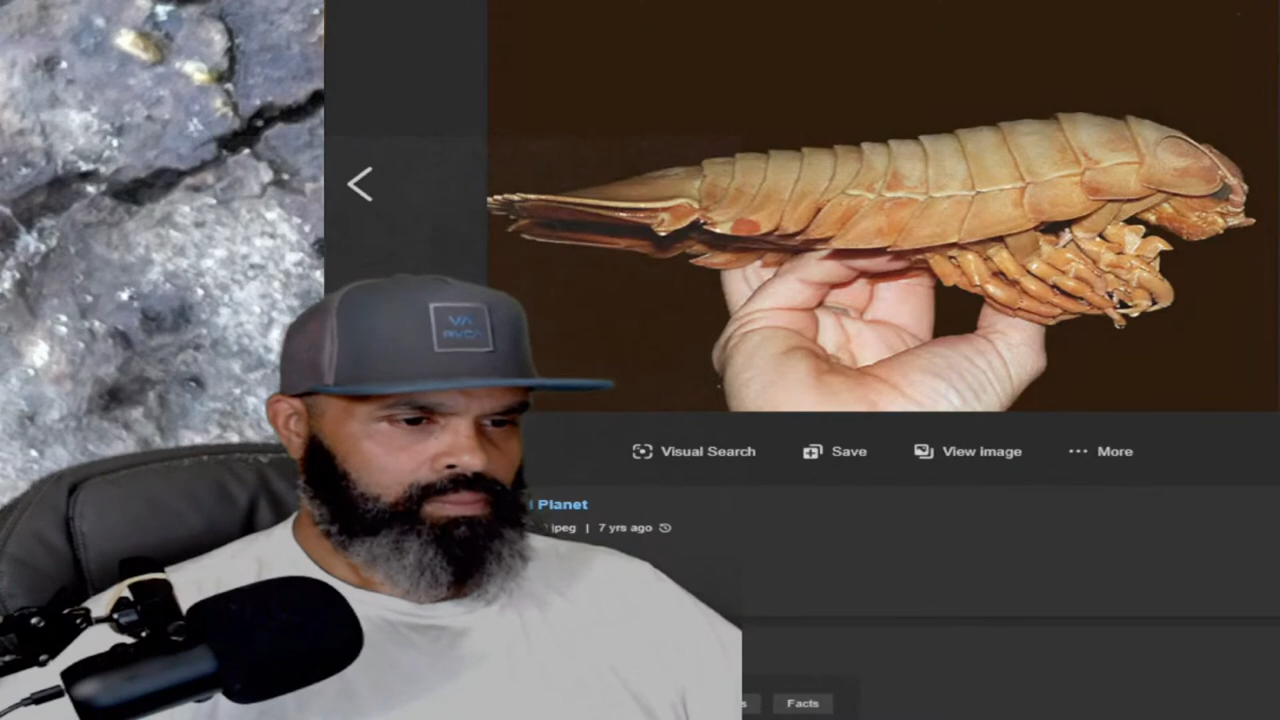 VA
RVCA
Visual Search
Save
View image
More
Planet
jpeg | 7 yrs ago
Facts